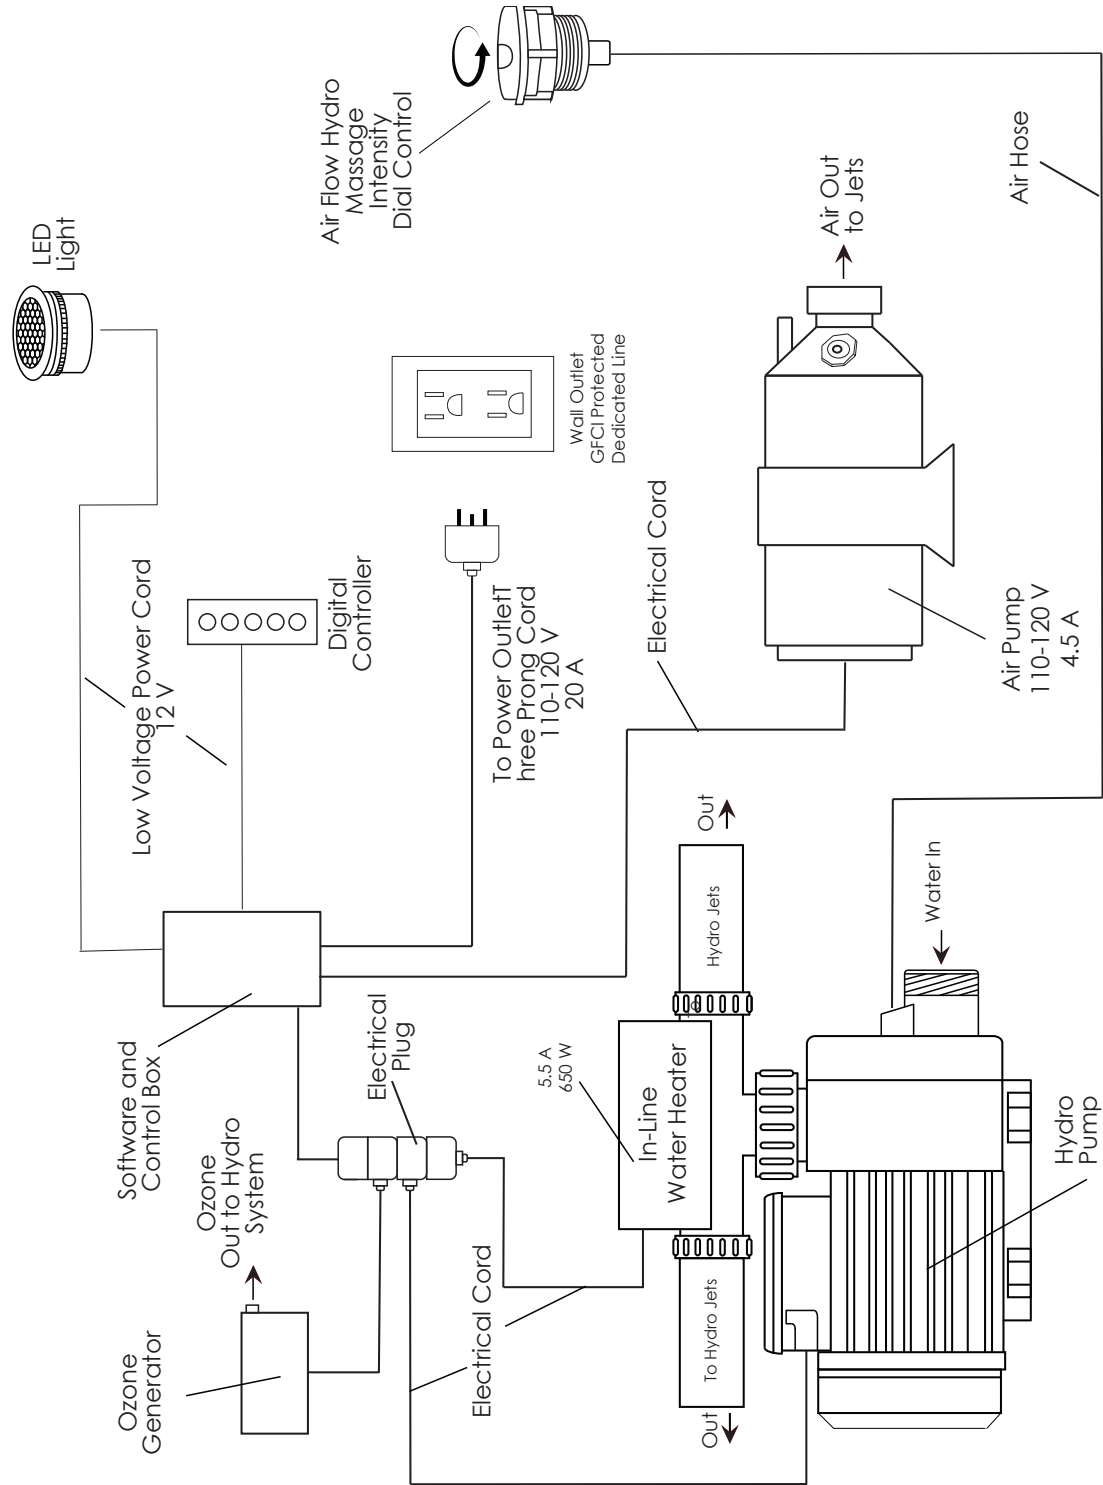 Ozone
Generator
Ozone
Out to Hydro
System
Software and
Control Box
Low Voltage Power Cord
12 V
LED
Light
Digital
Controller
Air Flow Hydro
Massage
Intensity
Dial Control
Electrical
Plug
To Power OutletT
hree Prong Cord
110-120 V
20 A
Wall Outlet
GFCI Protected
Dedicated Line
Electrical Cord
5.5 A
650 W
In-Line
Water Heater
Electrical Cord
Out
To Hydro Jets
Hydro Jets
To
Out
Air Out
to Jets
Water In
Air Pump
110-120 V
4.5 A
Air Hose
Hydro
Pump